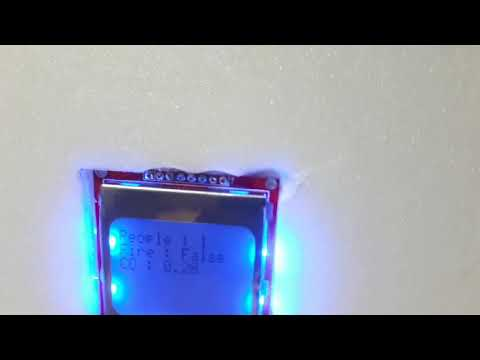 People : 1
Fire : False
CO : 0.28